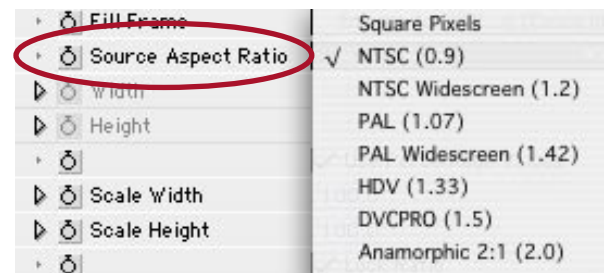 Fill Frame
Source Aspect Ratio
Width
Height
Scale Width
Scale Height
Square Pixels
√ NTSC (0.9)
NTSC Widescreen (1.2)
PAL (1.07)
PAL Widescreen (1.42)
HDV (1.33)
DVCPRO (1.5)
Anamorphic 2:1 (2.0)